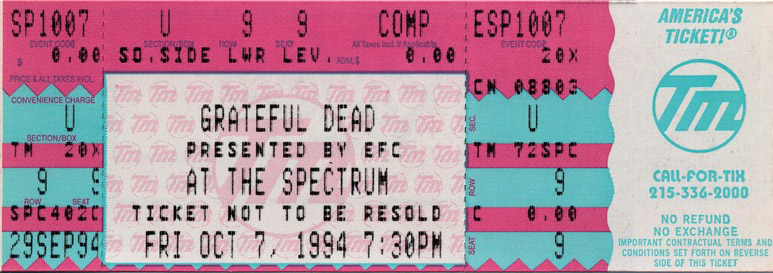 SP1007 U 9 9 COMP ESP1007
EVENT CODE SECTION/BOX ROW SEAT All Taxes Incl. If Applicable EVENT CODE
$ 0.00 SO.SIDE LWR LEV. ADM.$ 0.00 20X
PRICE & ALL TAXES INCL.
CN 08803
CONVENIENCE CHARGE
U
SECTION/BOX
TM 20X
9 9
ROW SEAT
SPC402C
29SEP94
GRATEFUL DEAD
PRESENTED BY EFC
AT THE SPECTRUM
TICKET NOT TO BE RESOLD
FRI OCT 7, 1994 7:30PM
SEC. U
TM 72SPC
ROW 9
C 0.00
SEAT 9
AMERICA'S
TICKET!®
Tm
CALL-FOR-TIX
215-336-2000
NO REFUND
NO EXCHANGE
IMPORTANT CONTRACTUAL TERMS AND
CONDITIONS SET FORTH ON REVERSE
SIDE OF THIS TICKET